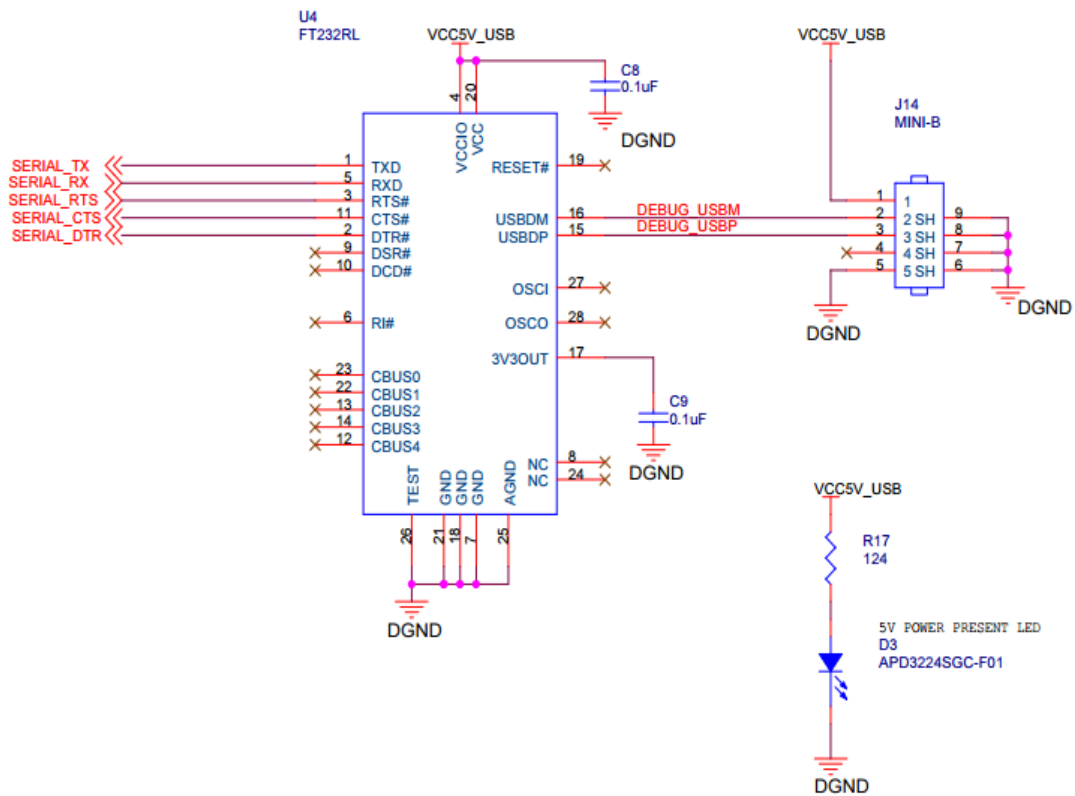 U4
FT232RL
VCC5V_USB
VCC5V_USB
C8
0.1uF
DGND
J14
MINI-B
4
20
VCCIO
VCC
SERIAL_TX
1
TXD
RESET#
19
SERIAL_RX
5
RXD
SERIAL_RTS
3
RTS#
SERIAL_CTS
11
CTS#
SERIAL_DTR
2
DTR#
9
DSR#
10
DCD#
6
RI#
23
CBUS0
22
CBUS1
13
CBUS2
14
CBUS3
12
CBUS4
USBDM
16
DEBUG_USBM
USBDP
15
DEBUG_USBP
OSCI
27
OSCO
28
3V3OUT
17
NC
8
NC
24
1
1
2
2 SH
9
3
3 SH
8
4
4 SH
7
5
5 SH
6
DGND
DGND
C9
0.1uF
DGND
TEST
GND
GND
GND
AGND
26
21
18
7
25
DGND
VCC5V_USB
R17
124
5V POWER PRESENT LED
D3
APD3224SGC-F01
DGND